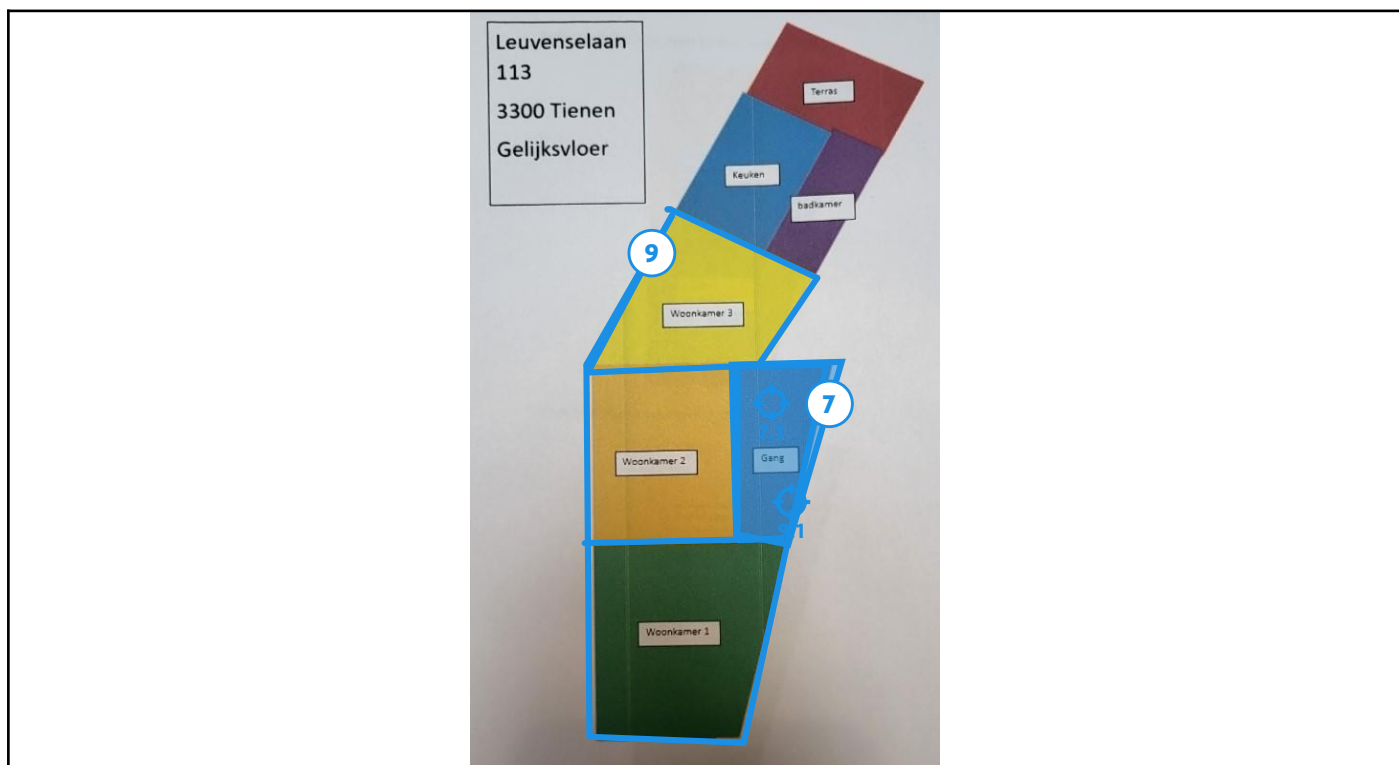 Leuvenselaan
113
3300 Tienen
Gelijksvloer
Terras
Keuken
badkamer
9
Woonkamer 3
7
Woonkamer 2
Gang
Woonkamer 1